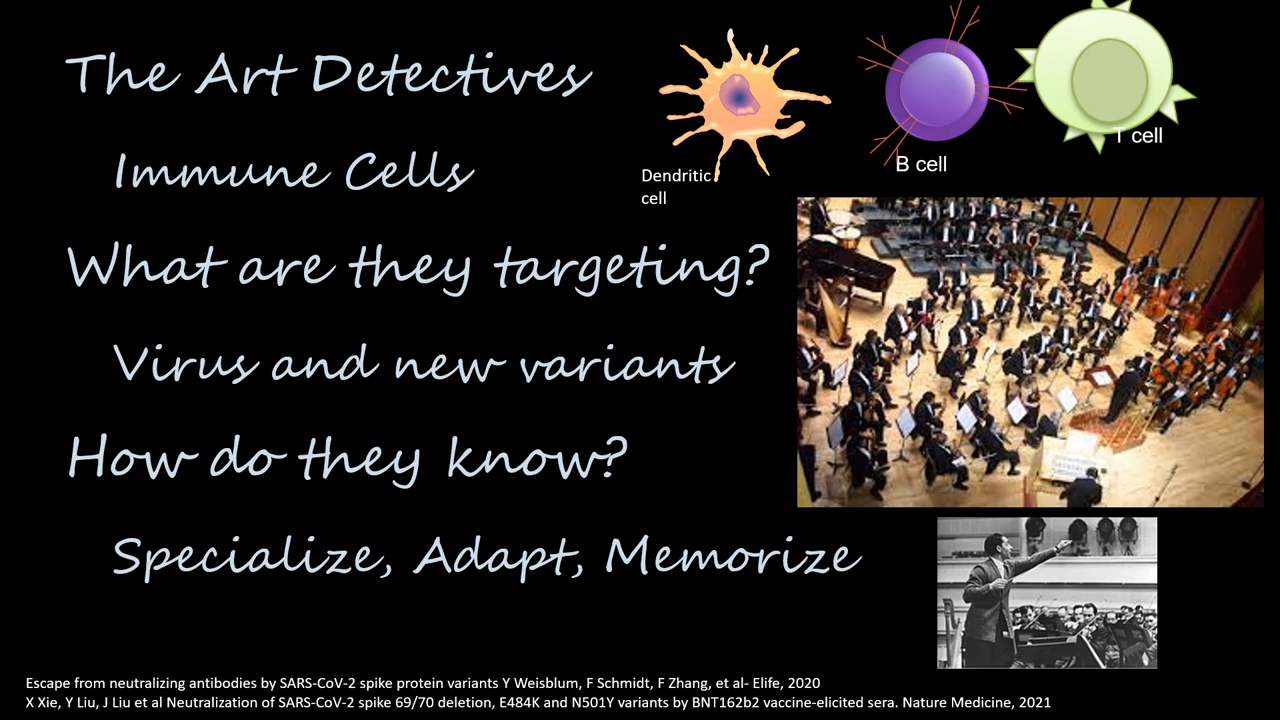 The Art Detectives
Immune Cells
What are they targeting?
Virus and new variants
How do they know?
Specialize, Adapt, Memorize
Dendritic
cell
B cell
T cell
Escape from neutralizing antibodies by SARS-CoV-2 spike protein variants Y Weisblum, F Schmidt, F Zhang, et al- Elife, 2020
X Xie, Y Liu, J Liu et al Neutralization of SARS-CoV-2 spike 69/70 deletion, E484K and N501Y variants by BNT162b2 vaccine-elicited sera. Nature Medicine, 2021